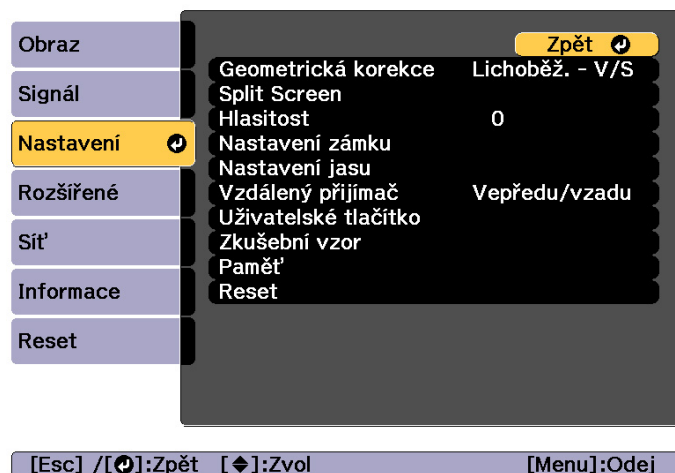 Obraz
Signál
Nastavení
Rozšířené
Síť
Informace
Reset
Zpět
Geometrická korekce Lichoběž. - V/S
Split Screen
Hlasitost 0
Nastavení zámku
Nastavení jasu
Vzdálený přijímač Vepředu/vzadu
Uživatelské tlačítko
Zkušební vzor
Paměť
Reset
[Esc] /[⏎]:Zpět [◆]:Zvol [Menu]:Odej